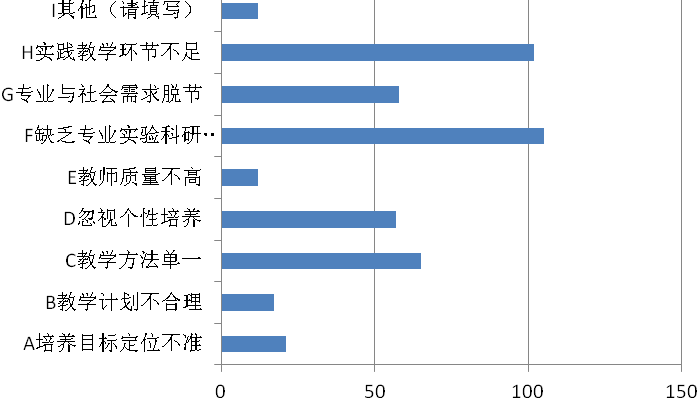 I其他（请填写）
H实践教学环节不足
G专业与社会需求脱节
F缺乏专业实验科研…
E教师质量不高
D忽视个性培养
C教学方法单一
B教学计划不合理
A培养目标定位不准
0 50 100 150